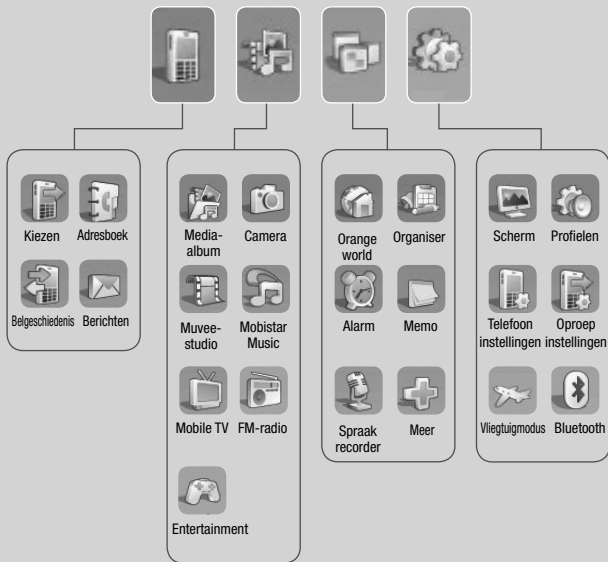 Kiezen Adresboek
Belgeschiedenis Berichten
Media-
album
Camera
Muvee-
studio
Mobistar
Music
Mobile TV FM-radio
Entertainment
Orange
world
Organiser
Alarm Memo
Spraak
recorder
Meer
Scherm Profielen
Telefoon
instellingen
Oproep
instellingen
Vliegtuigmodus Bluetooth